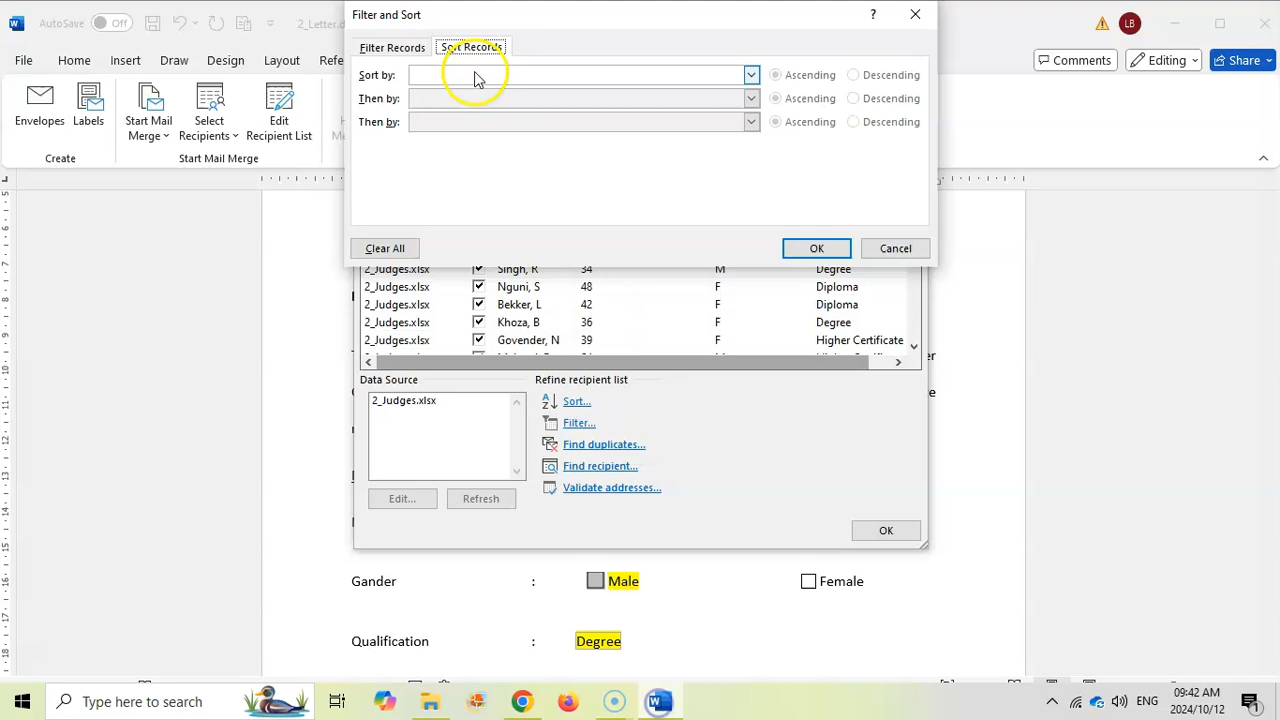 Filter and Sort
AutoSave Off 2_Letter.d
LB
File Home Insert Draw Design Layout Refe
Comments Editing Share
Filter Records Sort Records
Sort by: Ascending Descending
Then by: Ascending Descending
Then by: Ascending Descending
Clear All OK Cancel
Envelopes Labels Start Mail Merge Select Recipients Edit Recipient List
Create Start Mail Merge
2_Judges.xlsx Singh, R 34 M Degree
2_Judges.xlsx Nguni, S 48 F Diploma
2_Judges.xlsx Bekker, L 42 F Diploma
2_Judges.xlsx Khoza, B 36 F Degree
2_Judges.xlsx Govender, N 39 F Higher Certificate
Data Source Refine recipient list
2_Judges.xlsx
Sort...
Filter...
Find duplicates...
Find recipient...
Validate addresses...
Edit... Refresh
OK
Gander : Male Female
Qualification : Degree
Type here to search
ENG 09:42 AM 2024/10/12